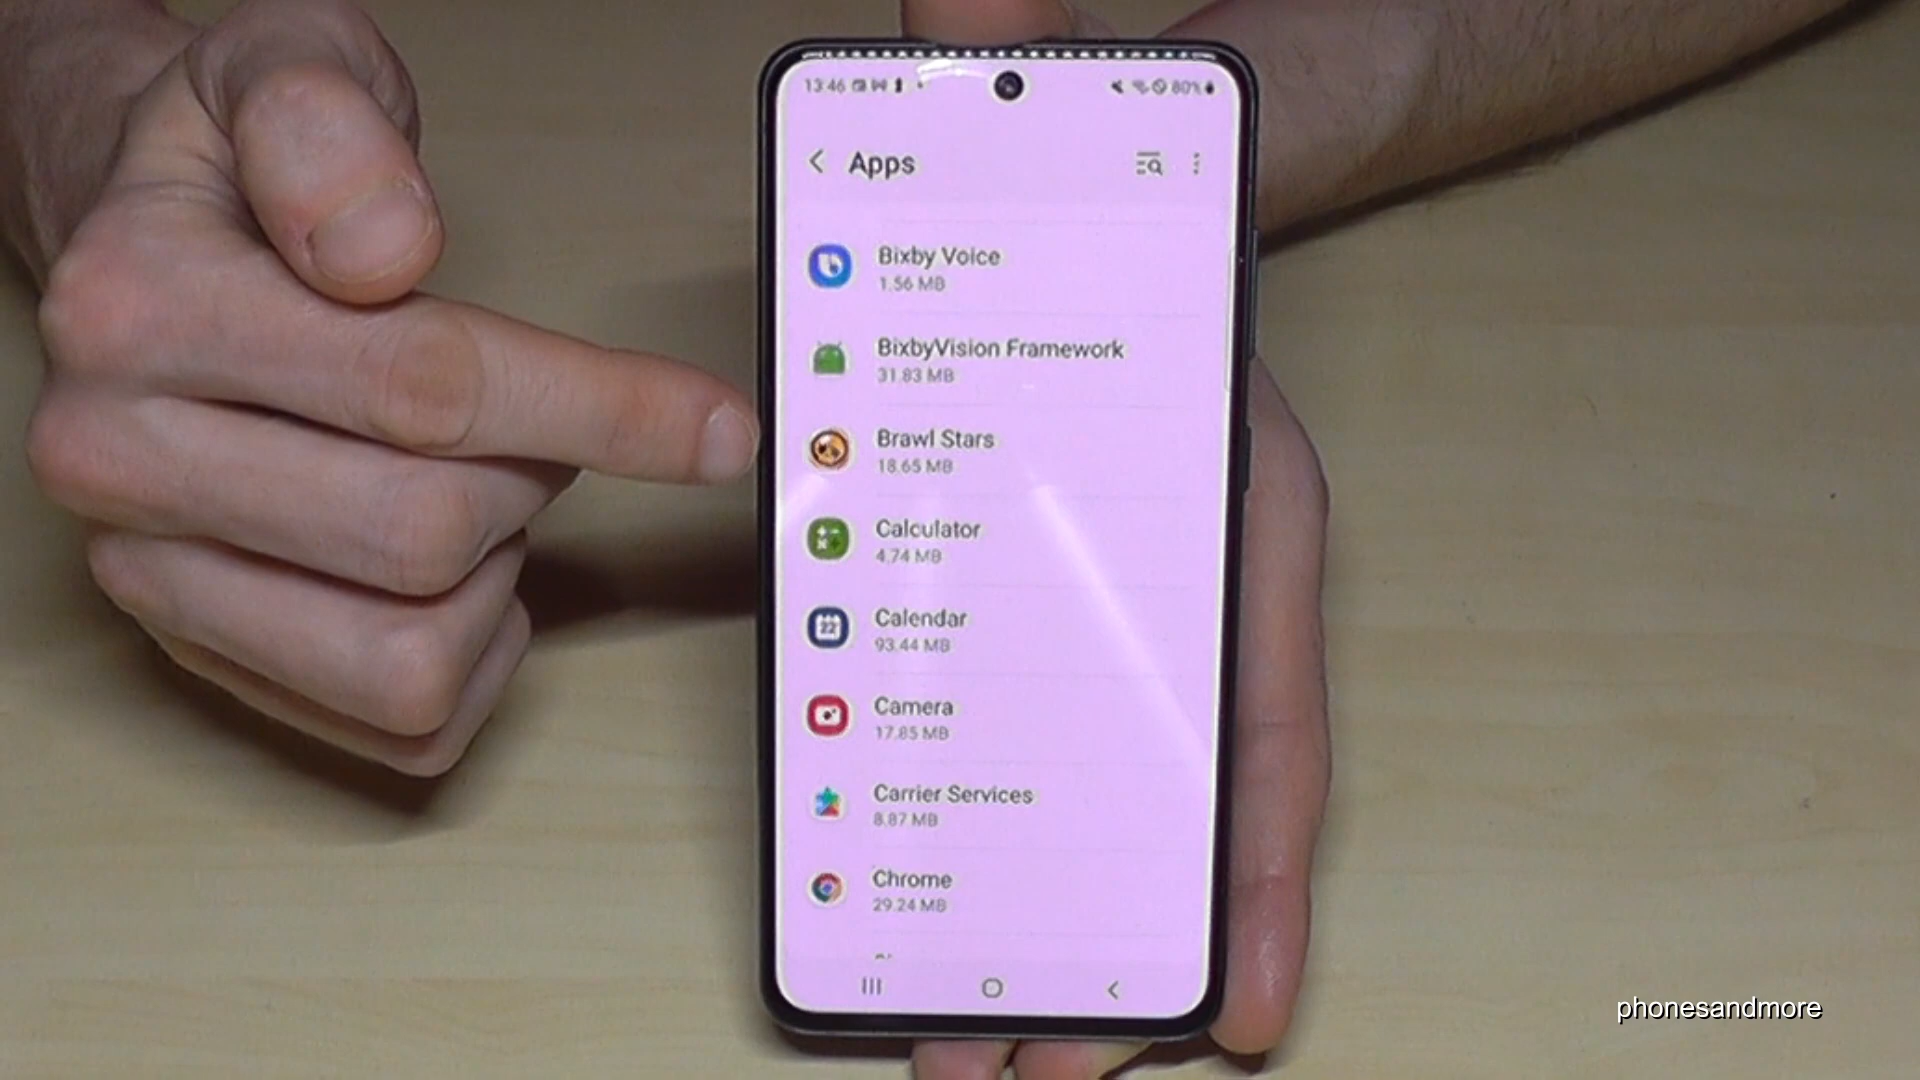 13:46 80%
Apps
Bixby Voice
1.56 MB
BixbyVision Framework
31.83 MB
Brawl Stars
18.65 MB
Calculator
4.74 MB
22
Calendar
93.44 MB
Camera
17.85 MB
Carrier Services
8.87 MB
Chrome
29.24 MB
phonesandmore